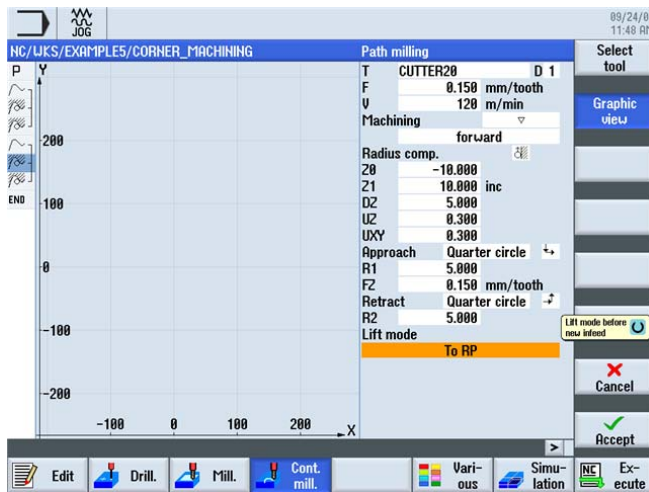 JOG
09/24/0
11:48 AM
NC/WKS/EXAMPLE5/CORNER_MACHINING
Path milling
Select tool
P
Y
T CUTTER20 D 1
F 0.150 mm/tooth
V 120 m/min
Graphic view
Machining ▽
forward
200
Radius comp.
Z0 -10.000
Z1 10.000 inc
END
100
DZ 5.000
UZ 0.300
UXY 0.300
Approach Quarter circle
0
R1 5.000
FZ 0.150 mm/tooth
Retract Quarter circle
R2 5.000
-100
Lift mode
Lift mode before
new infeed
To RP
Cancel
-200
-100 0 100 200 X
Accept
>
Edit
Drill.
Mill.
Cont.
mill.
Vari-
ous
Simu-
lation
NC
Ex-
ecute